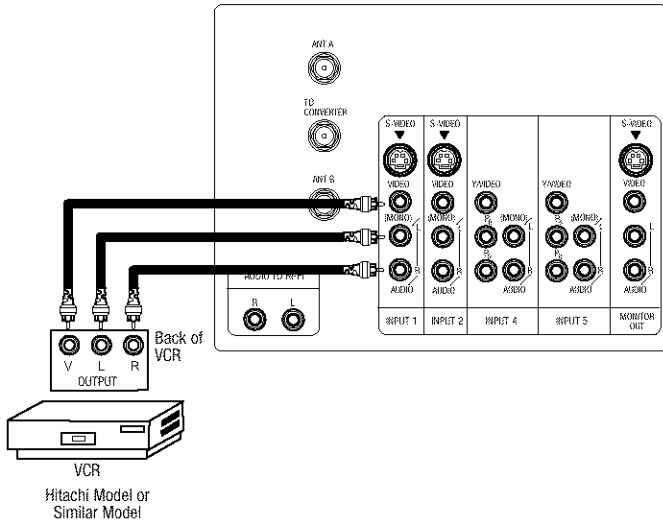 ANT A
TO
CONVERTER
ANT B
S-VIDEO
S-VIDEO
S-VIDEO
VIDEO
VIDEO
Y/VIDEO
Y/VIDEO
VIDEO
(MONO)
(MONO)
(MONO)
(MONO)
L
L
L
L
L
PB
PB
PR
PR
R
R
R
R
R
AUDIO
AUDIO
AUDIO
AUDIO
AUDIO
AUDIO TO HI-FI
R
L
INPUT 1
INPUT 2
INPUT 4
INPUT 5
MONITOR
OUT
Back of
VCR
V
L
R
OUTPUT
VCR
Hitachi Model or
Similar Model